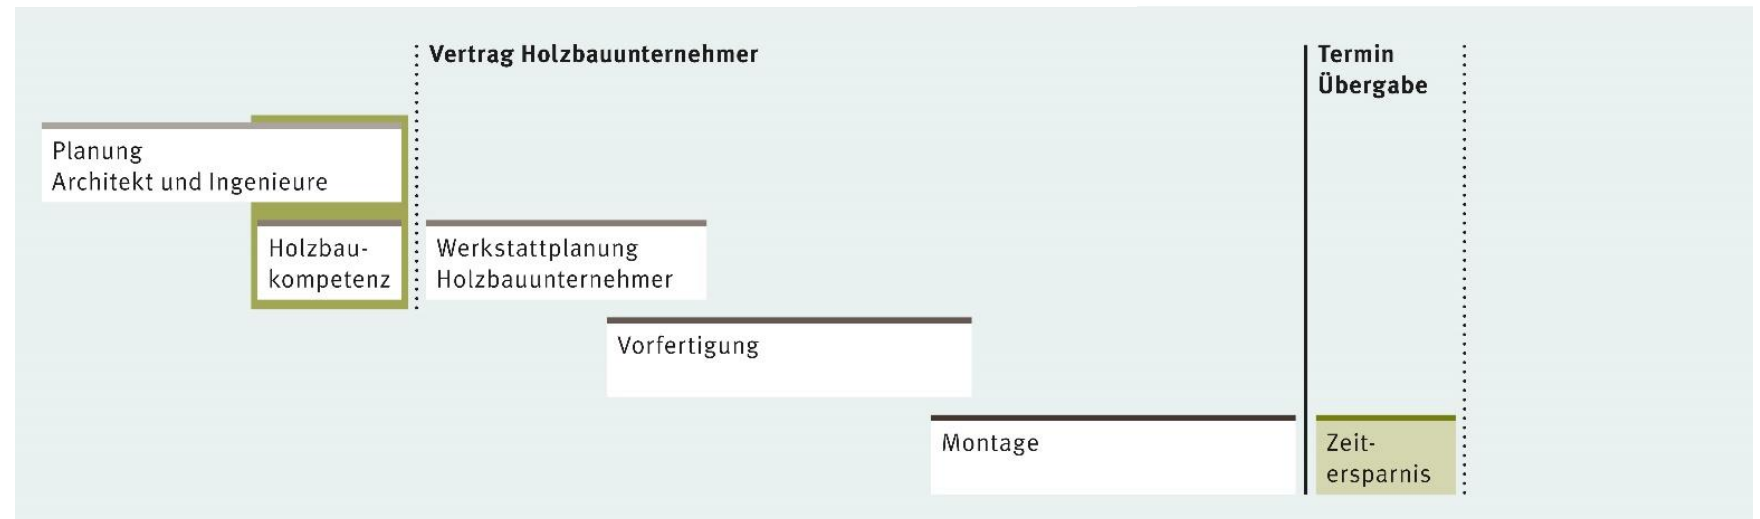 Vertrag Holzbauunternehmer
Termin
Übergabe
Planung
Architekt und Ingenieure
Holzbau-
kompetenz
Werkstattplanung
Holzbauunternehmer
Vorfertigung
Montage
Zeit-
ersparnis